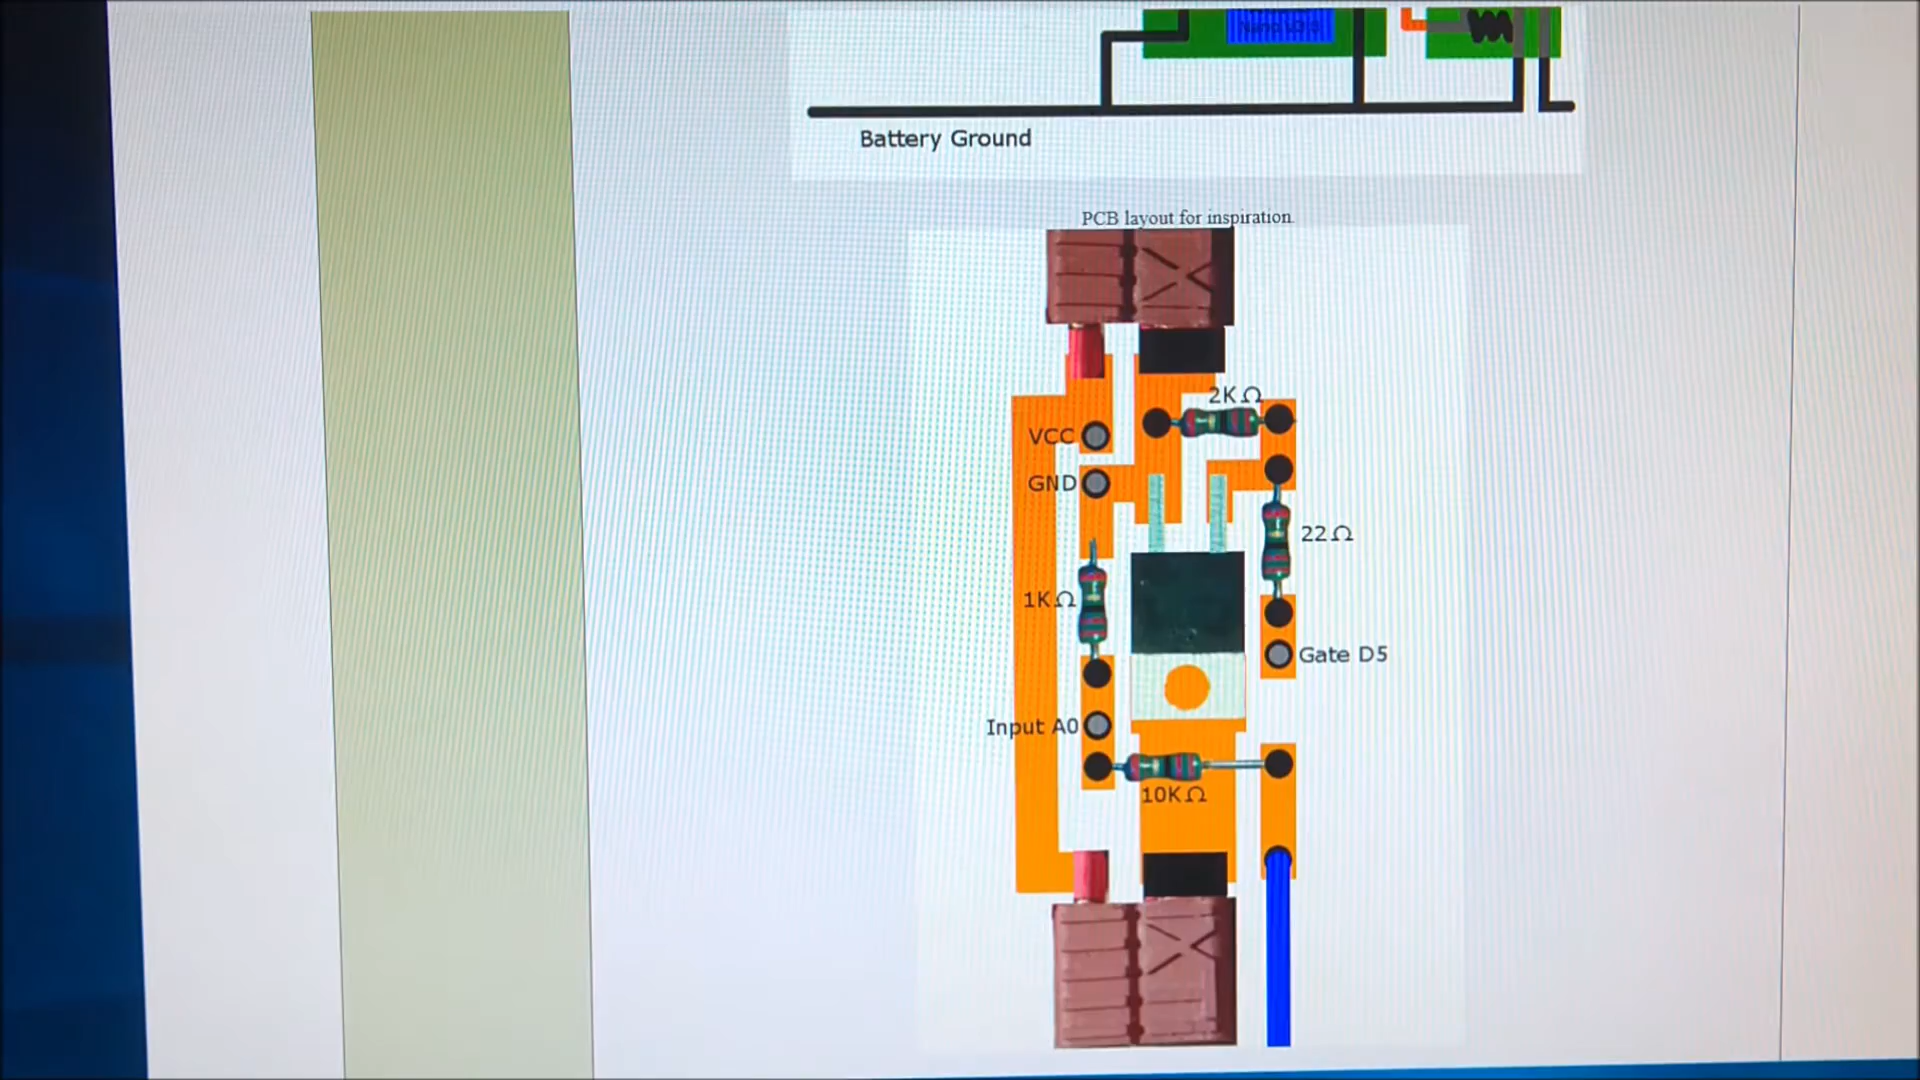 Battery Ground
PCB layout for inspiration.
2KΩ
VCC
GND
22Ω
1KΩ
Gate D5
Input A0
10KΩ